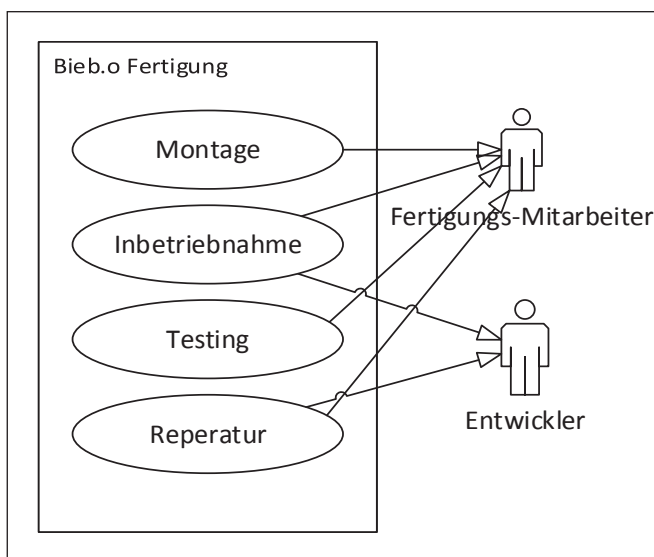 Bieb.o Fertigung
Montage
Inbetriebnahme
Testing
Reperatur
Fertigungs-Mitarbeiter
Entwickler